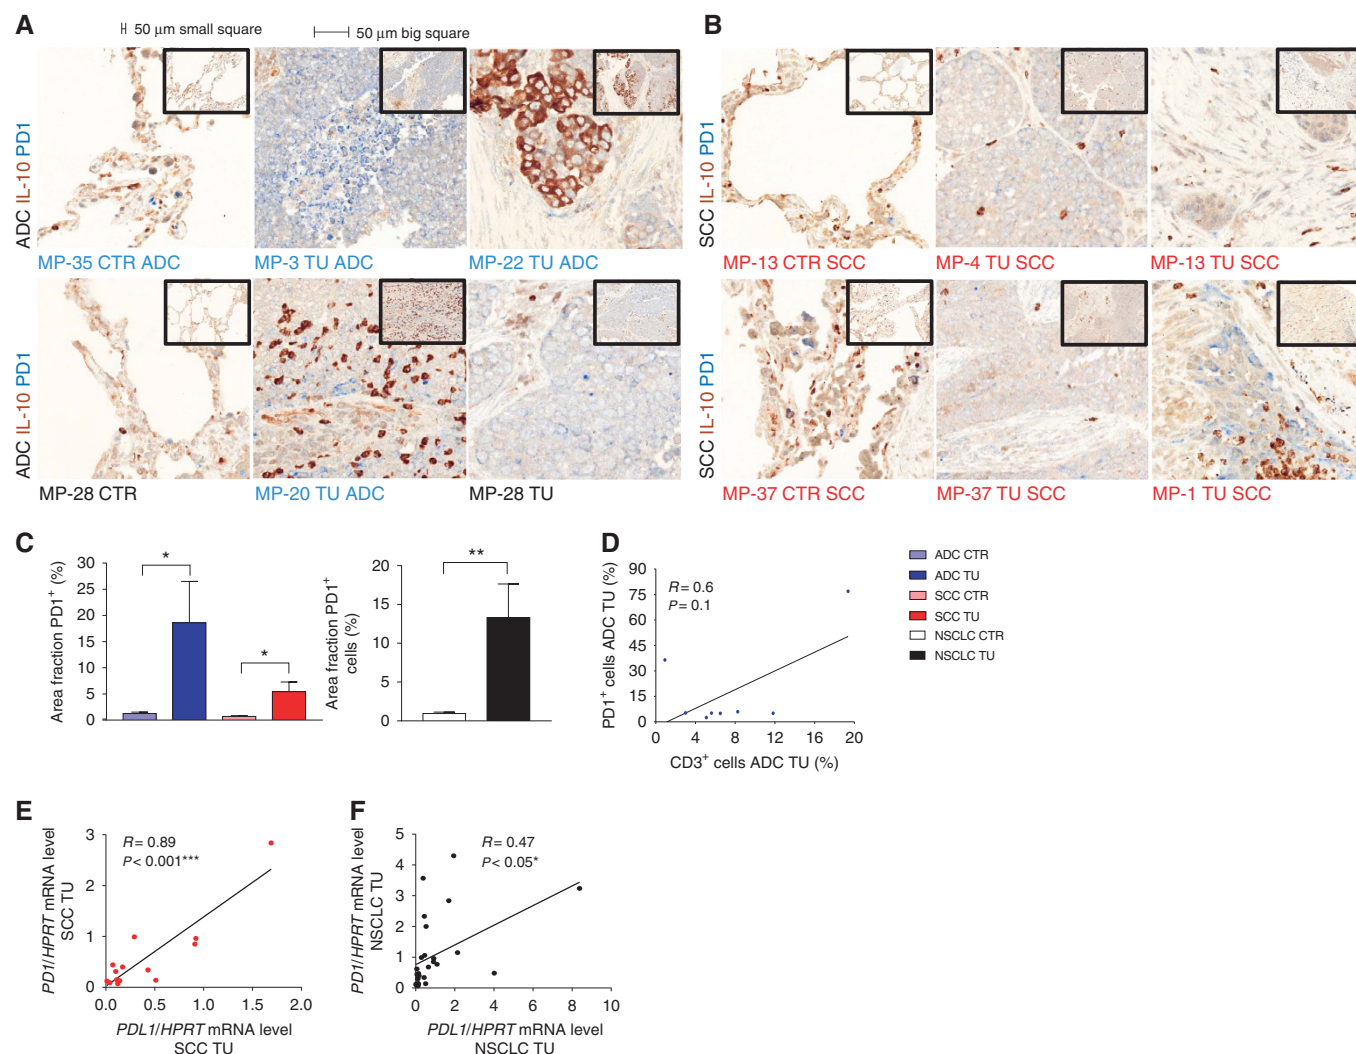 A
50 μm small square
50 μm big square
B
ADC IL-10 PD1
MP-35 CTR ADC
MP-3 TU ADC
MP-22 TU ADC
SCC IL-10 PD1
MP-13 CTR SCC
MP-4 TU SCC
MP-13 TU SCC
ADC IL-10 PD1
MP-28 CTR
MP-20 TU ADC
MP-28 TU
SCC IL-10 PD1
MP-37 CTR SCC
MP-37 TU SCC
MP-1 TU SCC
C
Area fraction PD1⁺ (%)
30
25
20
15
10
5
0
*
*
Area fraction PD1⁺
cells (%)
20
15
10
5
0
**
D
PD1⁺ cells ADC TU (%)
90
75
60
45
30
15
0
R = 0.6
P = 0.1
0 4 8 12 16 20
CD3⁺ cells ADC TU (%)
ADC CTR
ADC TU
SCC CTR
SCC TU
NSCLC CTR
NSCLC TU
E
PD1/HPRT mRNA level
SCC TU
3
2
1
0
R = 0.89
P < 0.001***
0.0 0.5 1.0 1.5 2.0
PDL1/HPRT mRNA level
SCC TU
F
PD1/HPRT mRNA level
NSCLC TU
5
4
3
2
1
0
R = 0.47
P < 0.05*
0 2 4 6 8 10
PDL1/HPRT mRNA level
NSCLC TU